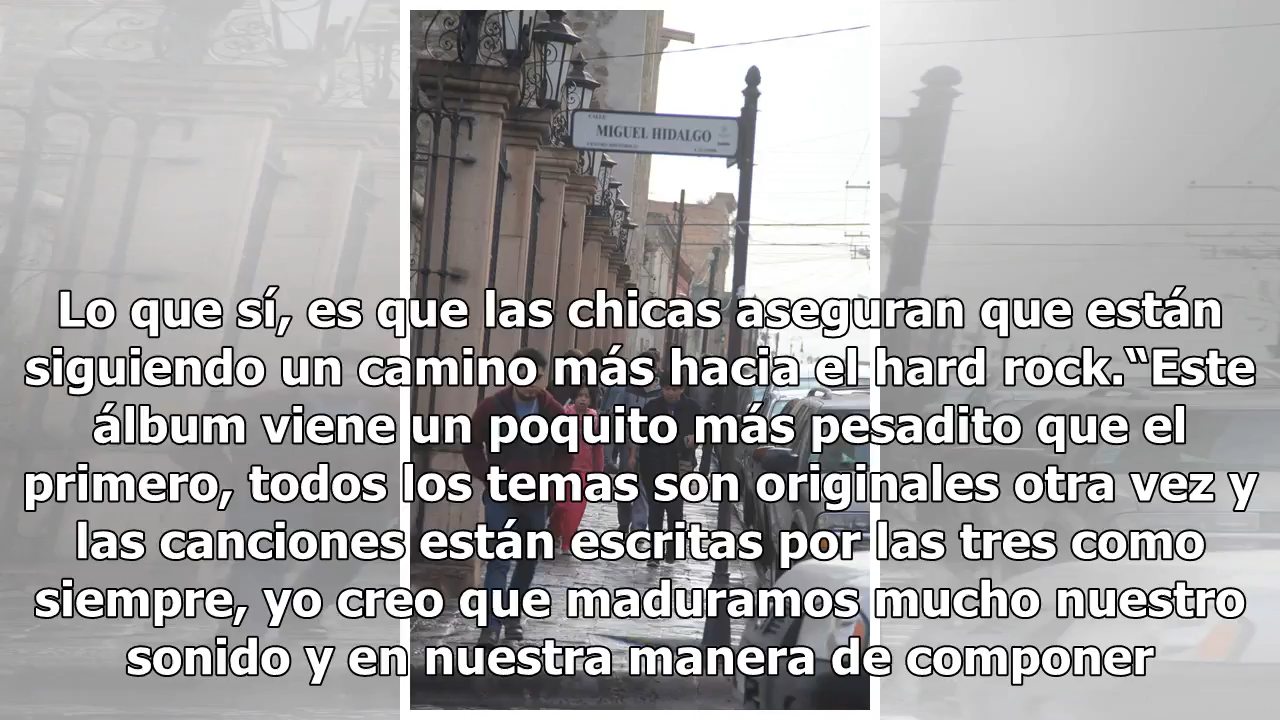 CALLE
MIGUEL HIDALGO
CENTRO HISTÓRICO
Lo que sí, es que las chicas aseguran que están
siguiendo un camino más hacia el hard rock.“Este
álbum viene un poquito más pesadito que el
primero, todos los temas son originales otra vez y
las canciones están escritas por las tres como
siempre, yo creo que maduramos mucho nuestro
sonido y en nuestra manera de componer